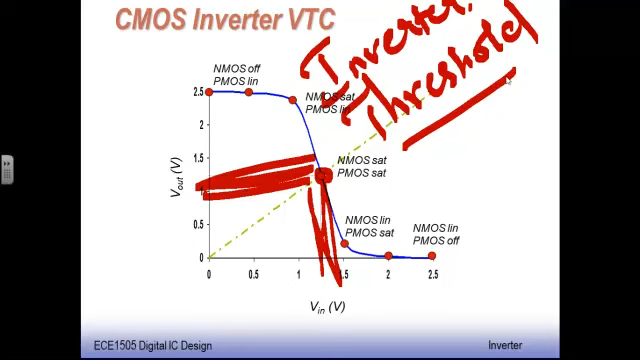 CMOS Inverter VTC
Inverter
Threshold
NMOS off
PMOS lin
NMOS sat
PMOS lin
NMOS sat
PMOS sat
NMOS lin
PMOS sat
NMOS lin
PMOS off
2.5
2
1.5
1
0.5
0
Vout (V)
0 0.5 1 1.5 2 2.5
Vin (V)
ECE1505 Digital IC Design
Inverter